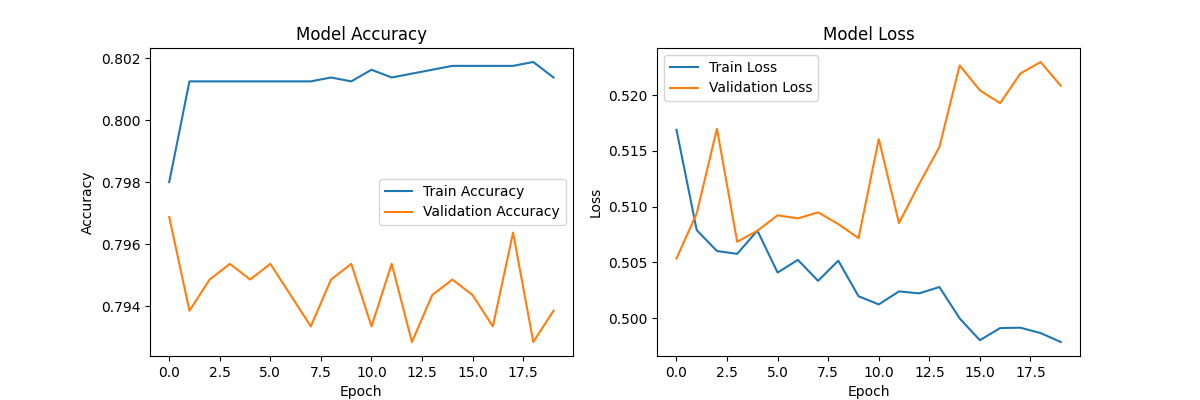 Model Accuracy
0.802
0.800
0.798
0.796
0.794
Accuracy
Train Accuracy
Validation Accuracy
0.0 2.5 5.0 7.5 10.0 12.5 15.0 17.5
Epoch
Model Loss
0.520
0.515
0.510
0.505
0.500
Loss
Train Loss
Validation Loss
0.0 2.5 5.0 7.5 10.0 12.5 15.0 17.5
Epoch